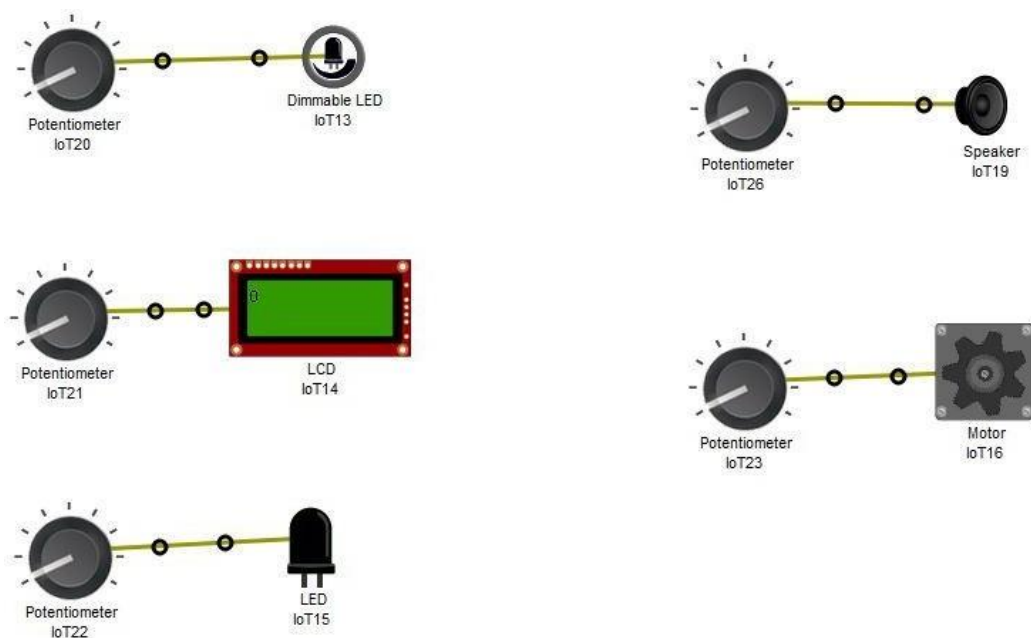 Potentiometer
IoT20
Dimmable LED
IoT13
Potentiometer
IoT26
Speaker
IoT19
Potentiometer
IoT21
0
LCD
IoT14
Potentiometer
IoT23
Motor
IoT16
Potentiometer
IoT22
LED
IoT15